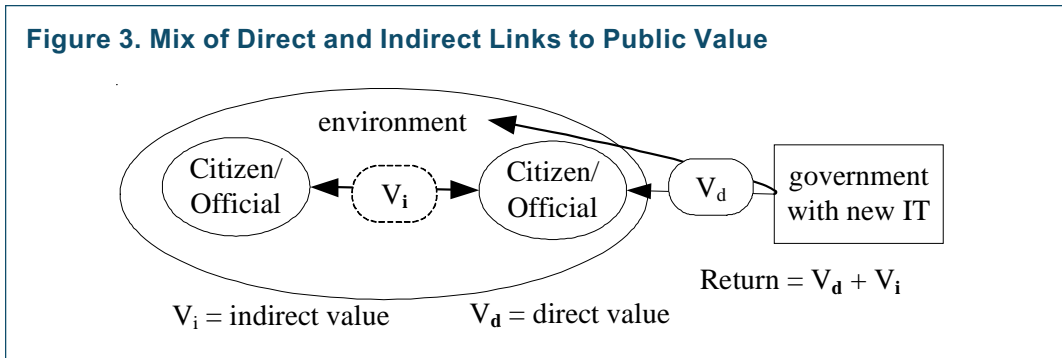 Figure 3. Mix of Direct and Indirect Links to Public Value
environment
Citizen/
Official
Vi
Citizen/
Official
Vd
government
with new IT
Return = Vd + Vi
Vi = indirect value
Vd = direct value